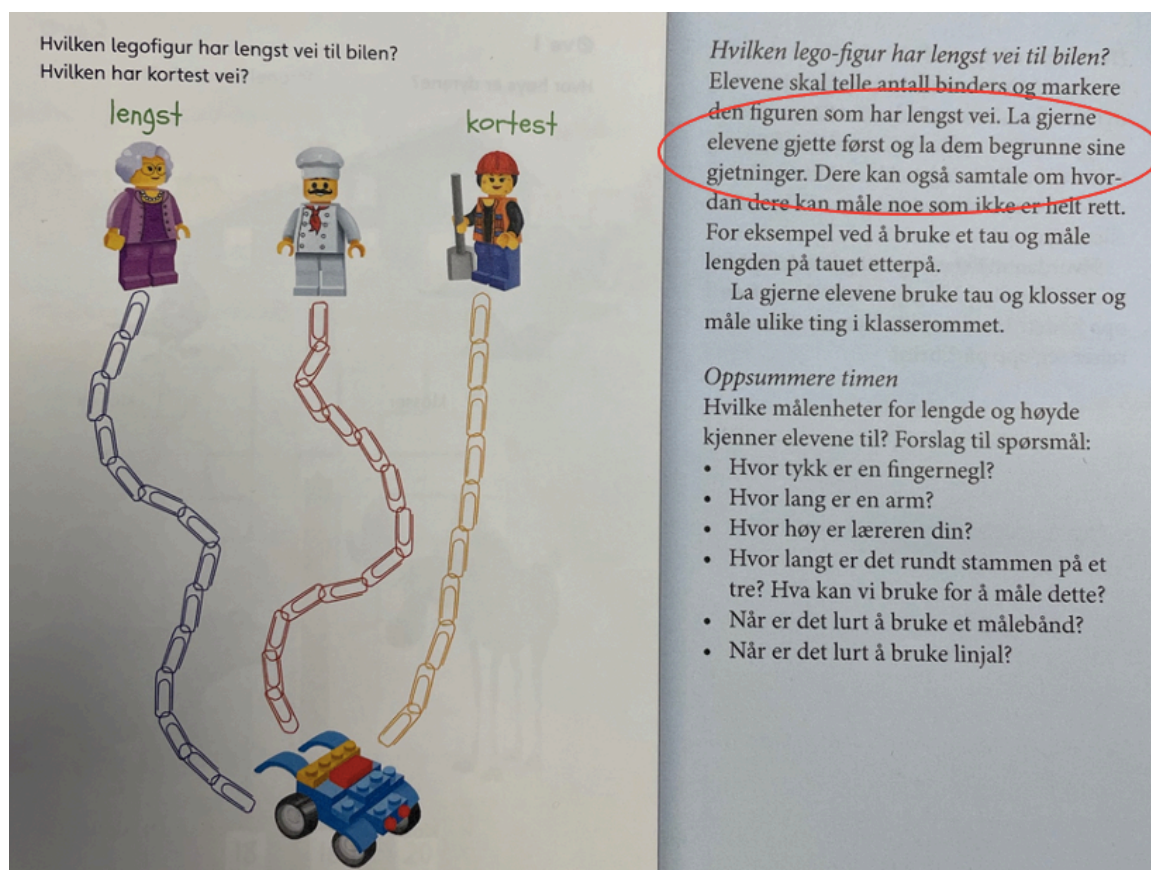 Hvilken legofigur har lengst vei til bilen?
Hvilken har kortest vei?
lengst
kortest
Hvilken lego-figur har lengst vei til bilen?
Elevene skal telle antall binders og markere
den figuren som har lengst vei. La gjerne
elevene gjette først og la dem begrunne sine
gjetninger. Dere kan også samtale om hvor-
dan dere kan måle noe som ikke er helt rett.
For eksempel ved å bruke et tau og måle
lengden på tauet etterpå.
La gjerne elevene bruke tau og klosser og
måle ulike ting i klasserommet.
Oppsummere timen
Hvilke målenheter for lengde og høyde
kjenner elevene til? Forslag til spørsmål:
• Hvor tykk er en fingernegl?
• Hvor lang er en arm?
• Hvor høy er læreren din?
• Hvor langt er det rundt stammen på et
tre? Hva kan vi bruke for å måle dette?
• Når er det lurt å bruke et målebånd?
• Når er det lurt å bruke linjal?